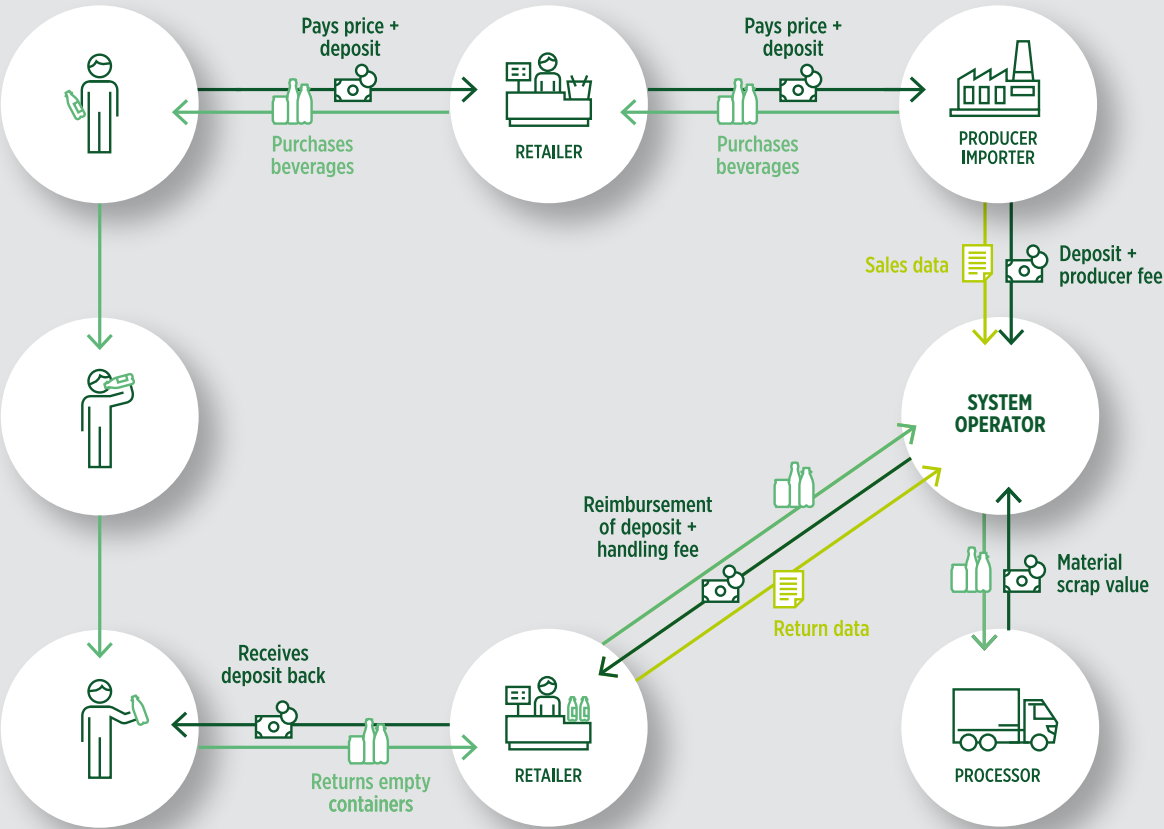 Pays price +
deposit
Purchases
beverages
RETAILER
Pays price +
deposit
Purchases
beverages
PRODUCER
IMPORTER
Sales data
Deposit +
producer fee
SYSTEM
OPERATOR
Reimbursement
of deposit +
handling fee
Return data
Material
scrap value
Receives
deposit back
Returns empty
containers
RETAILER
PROCESSOR